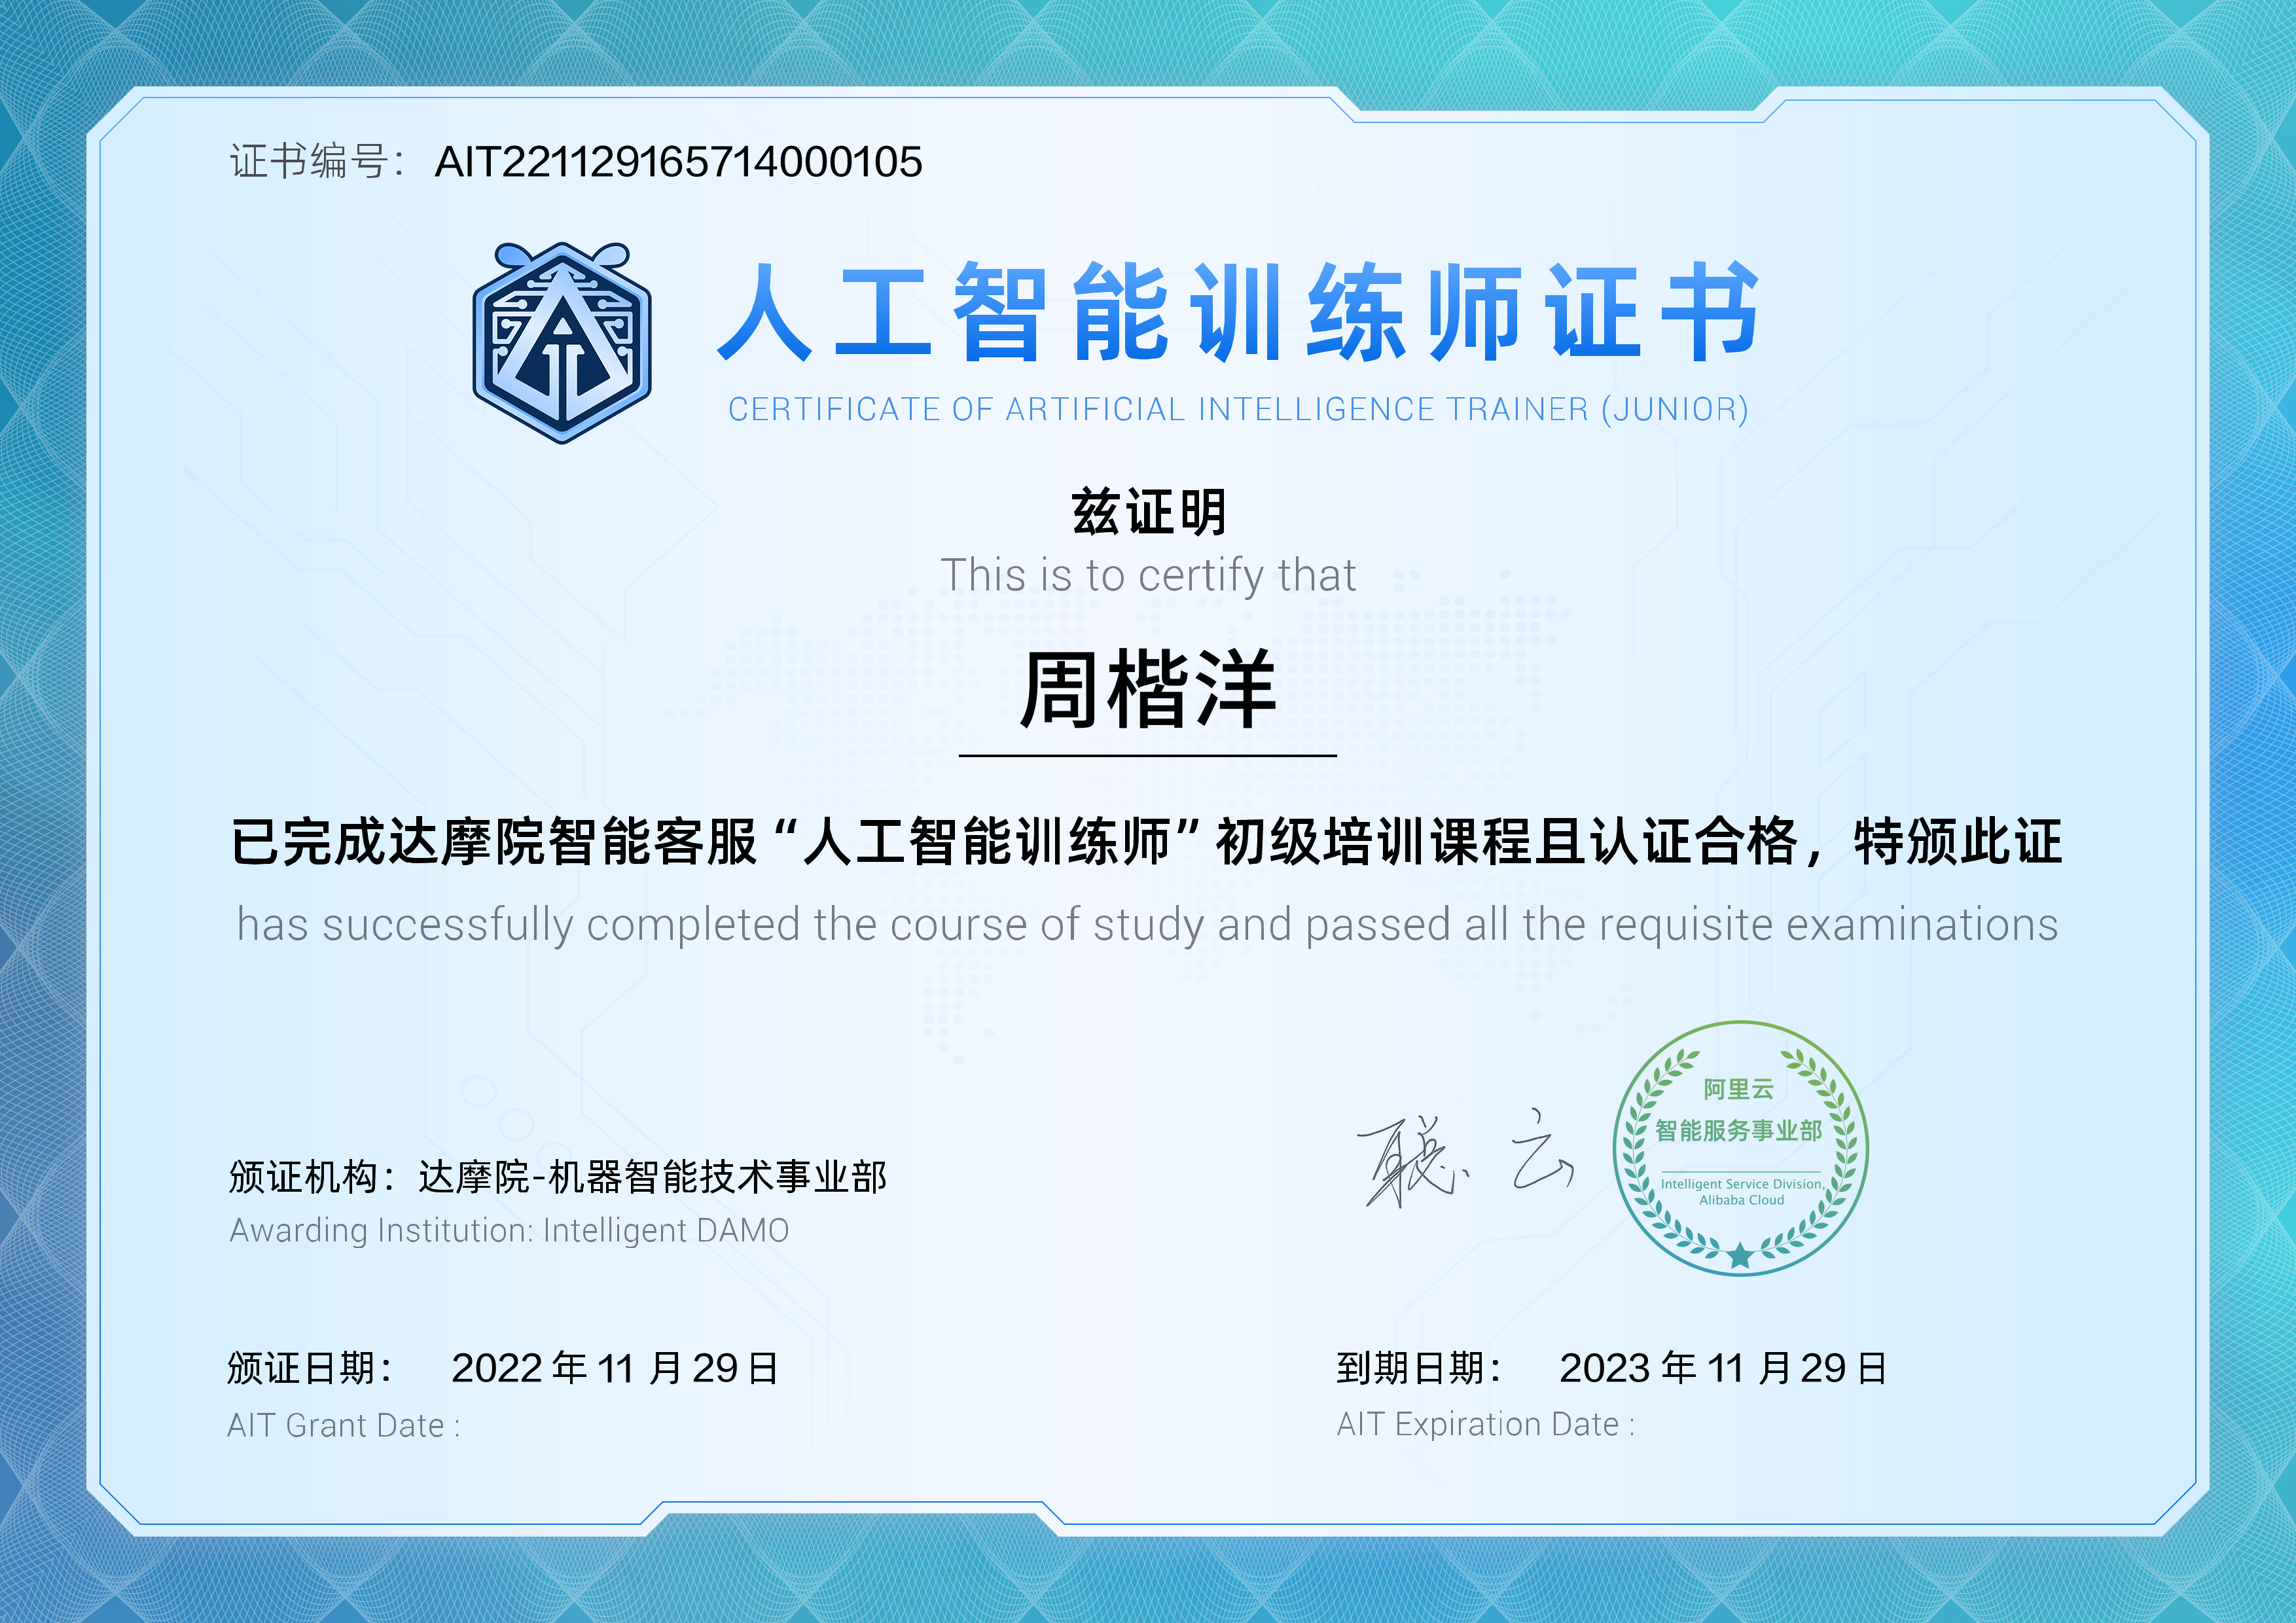 证书编号： AIT221129165714000105
人工智能训练师证书
CERTIFICATE OF ARTIFICIAL INTELLIGENCE TRAINER (JUNIOR)
兹证明
This is to certify that
周楷洋
已完成达摩院智能客服“人工智能训练师”初级培训课程且认证合格，特颁此证
has successfully completed the course of study and passed all the requisite examinations
聪云
阿里云
智能服务事业部
Intelligent Service Division,
Alibaba Cloud
颁证机构：达摩院-机器智能技术事业部
Awarding Institution: Intelligent DAMO
颁证日期： 2022 年 11 月 29 日
AIT Grant Date :
到期日期： 2023 年 11 月 29 日
AIT Expiration Date :